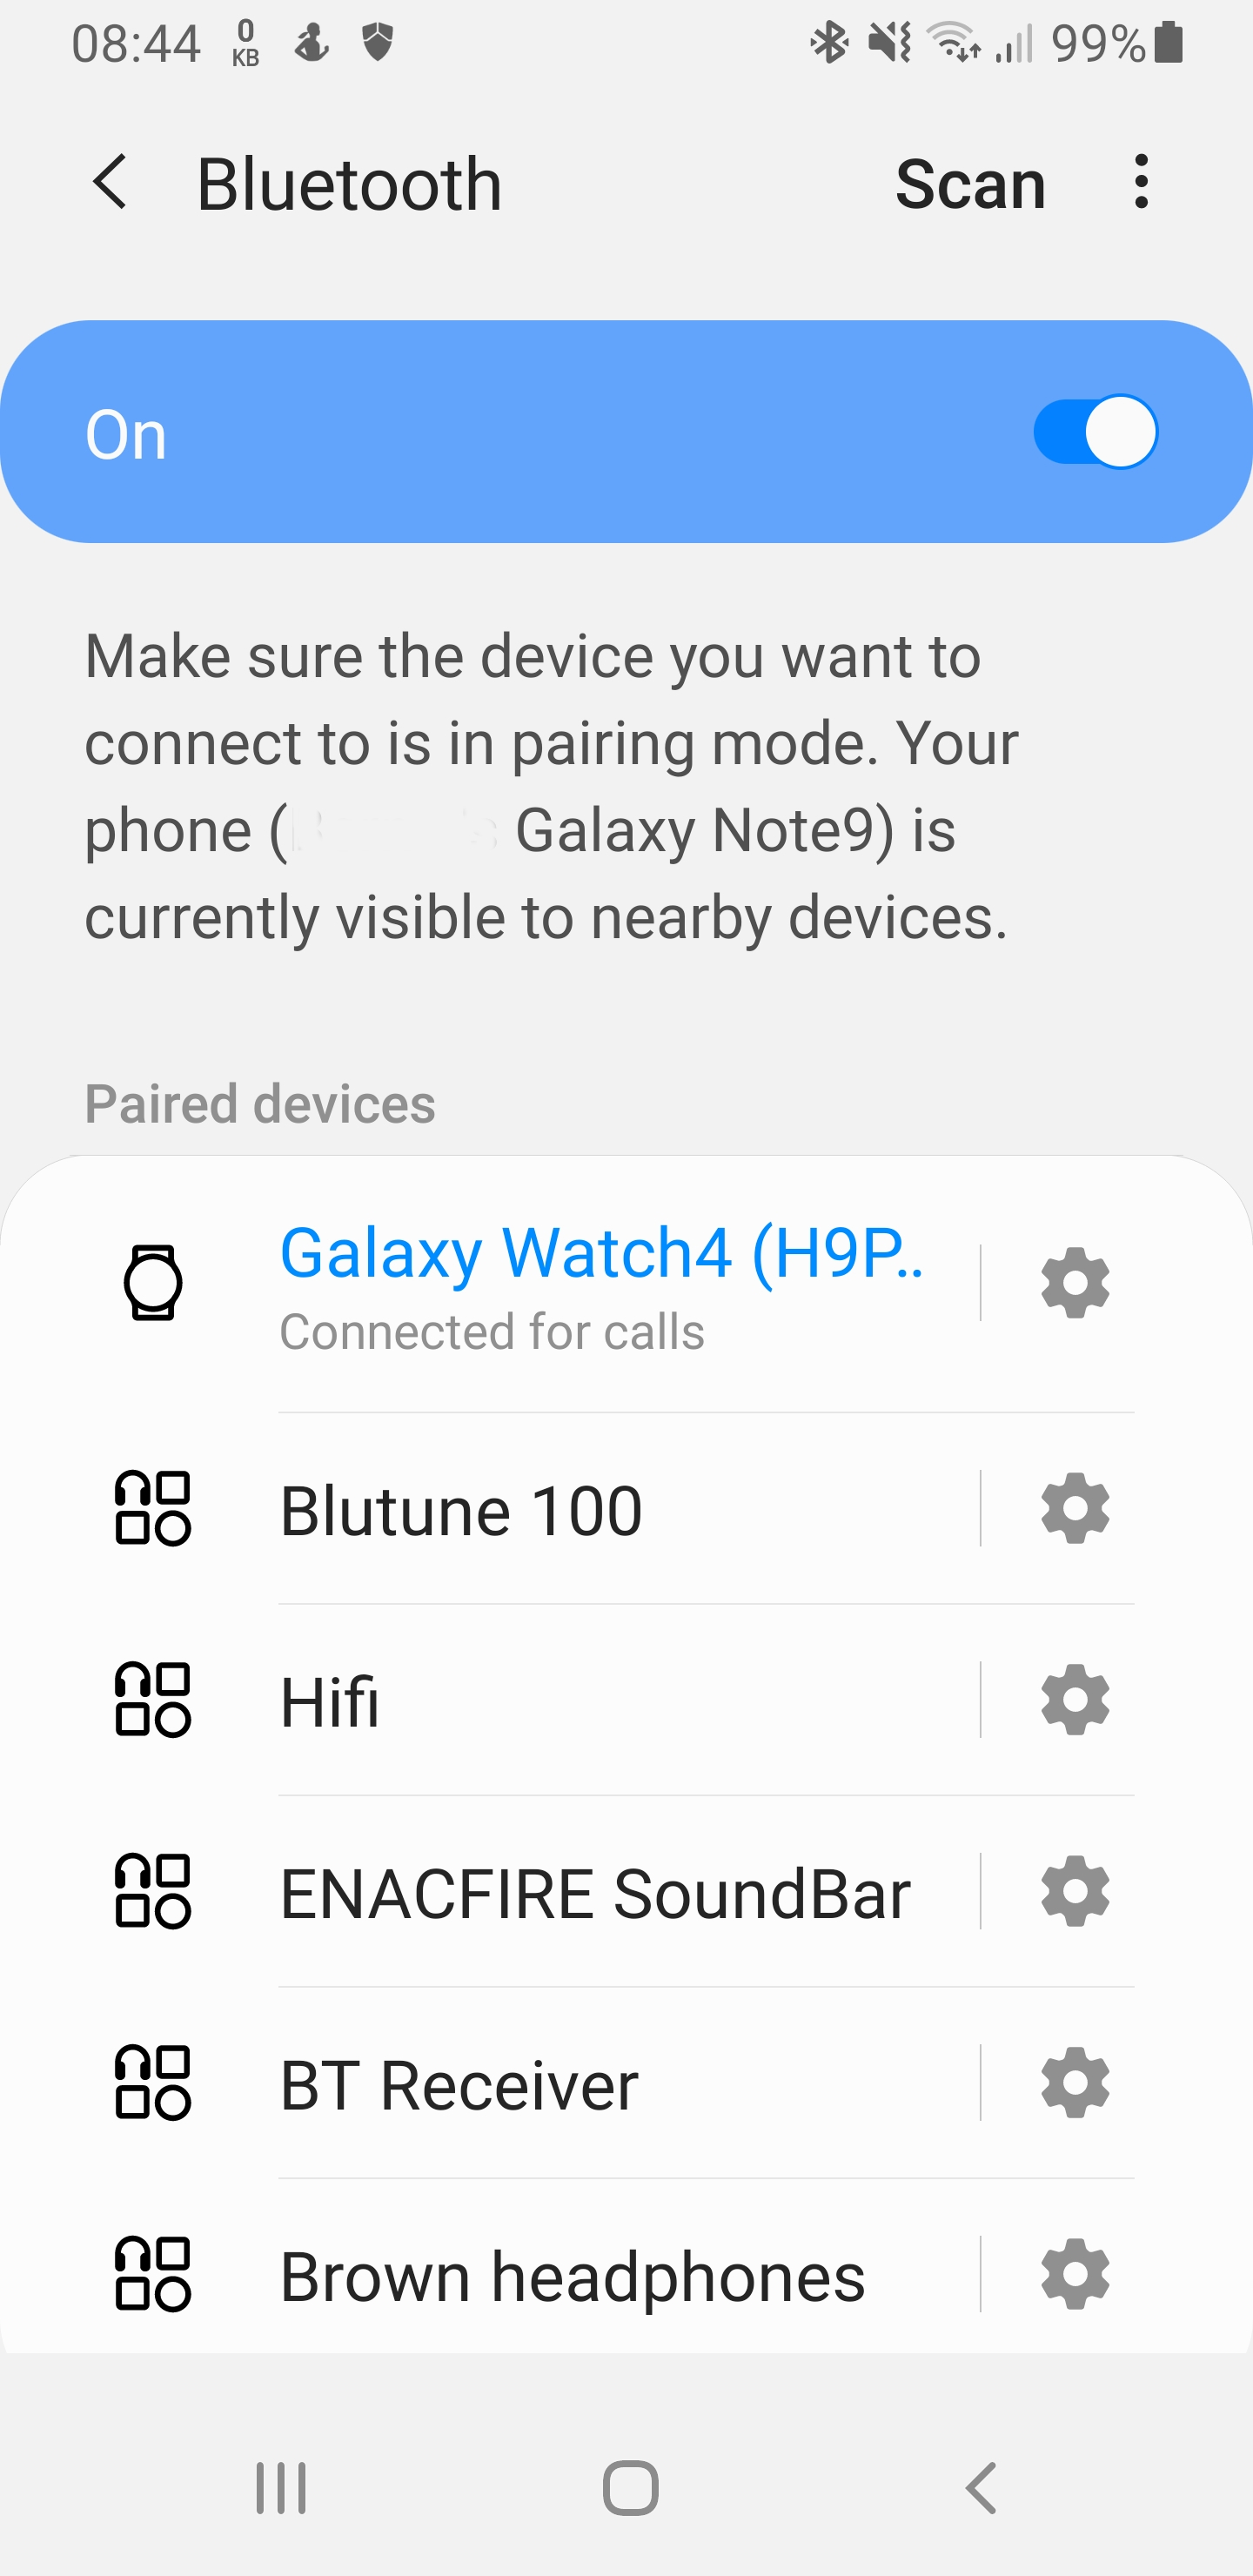 08:44 0 KB 99%
Bluetooth Scan
On
Make sure the device you want to
connect to is in pairing mode. Your
phone ( Galaxy Note9) is
currently visible to nearby devices.
Paired devices
Galaxy Watch4 (H9P..
Connected for calls
Blutune 100
Hifi
ENACFIRE SoundBar
BT Receiver
Brown headphones